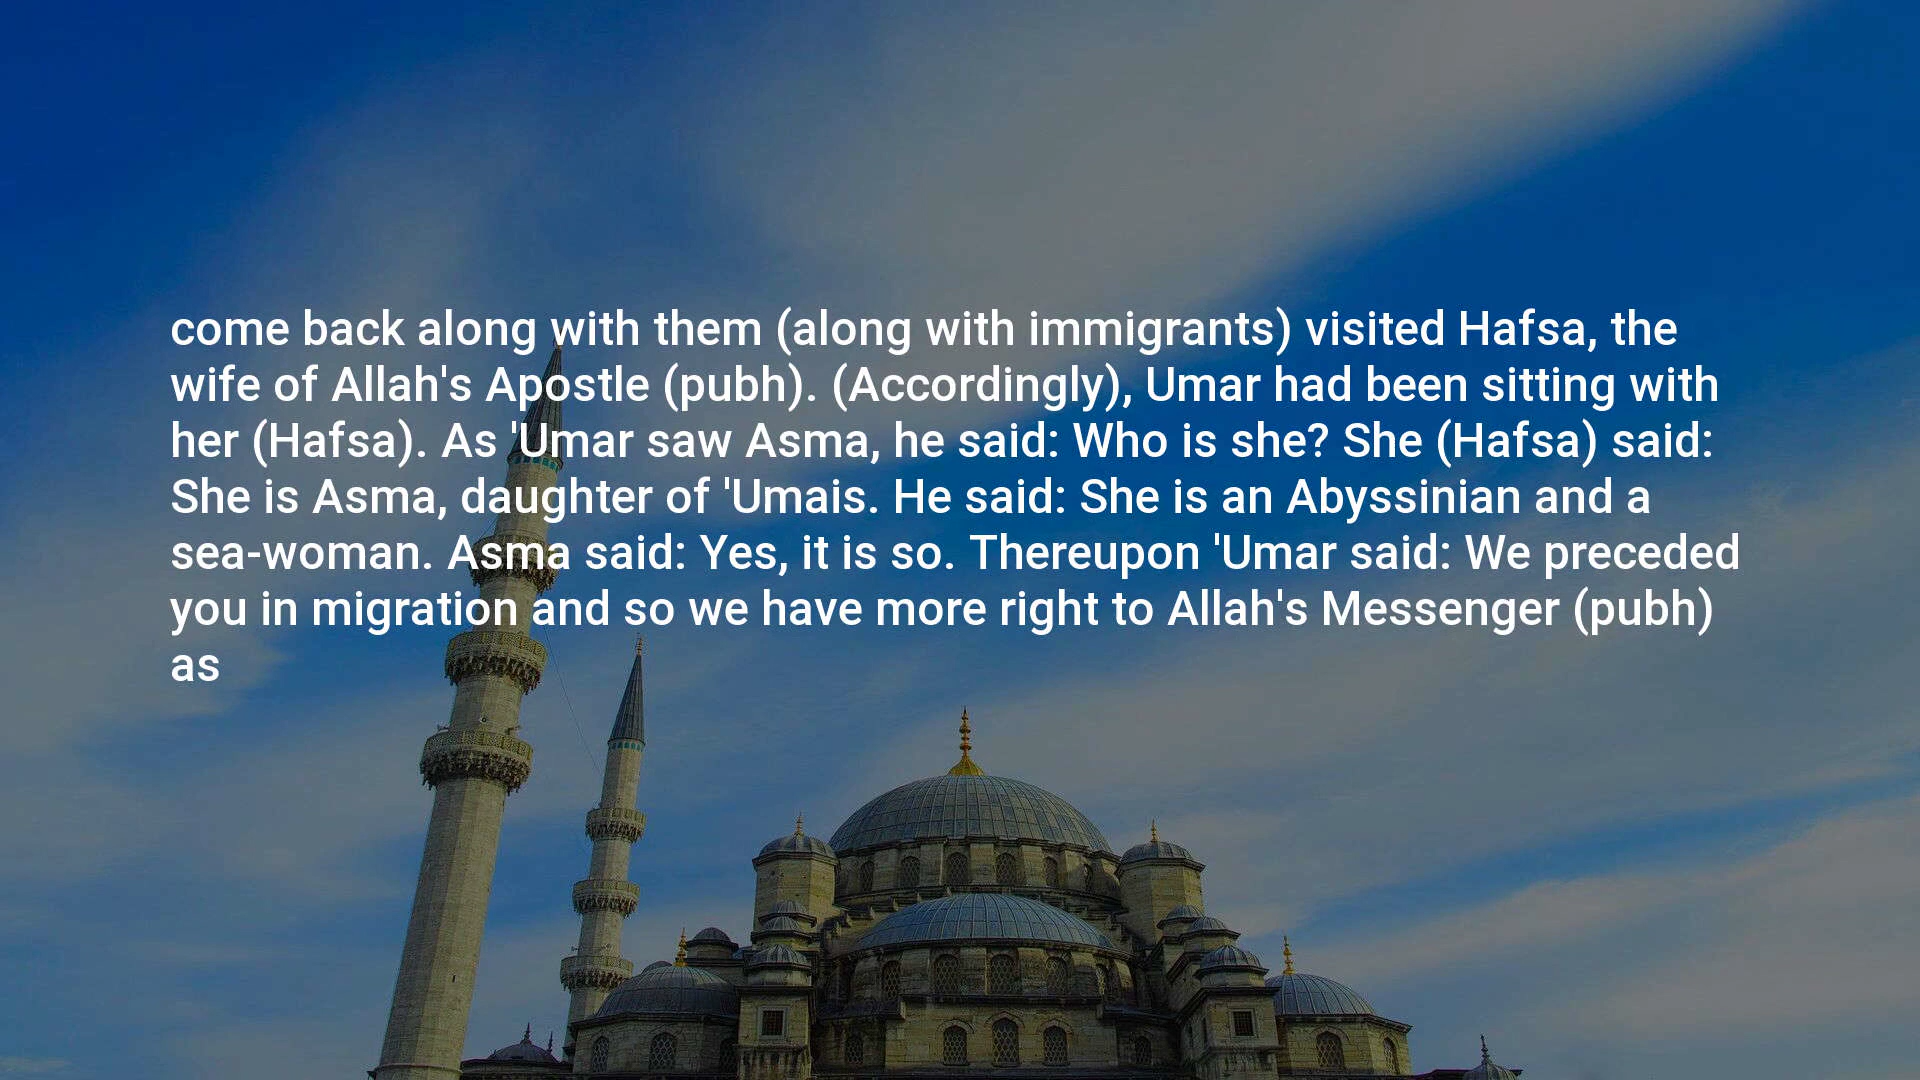 come back along with them (along with immigrants) visited Hafsa, the
wife of Allah's Apostle (pubh). (Accordingly), Umar had been sitting with
her (Hafsa). As 'Umar saw Asma, he said: Who is she? She (Hafsa) said:
She is Asma, daughter of 'Umais. He said: She is an Abyssinian and a
sea-woman. Asma said: Yes, it is so. Thereupon 'Umar said: We preceded
you in migration and so we have more right to Allah's Messenger (pubh)
as